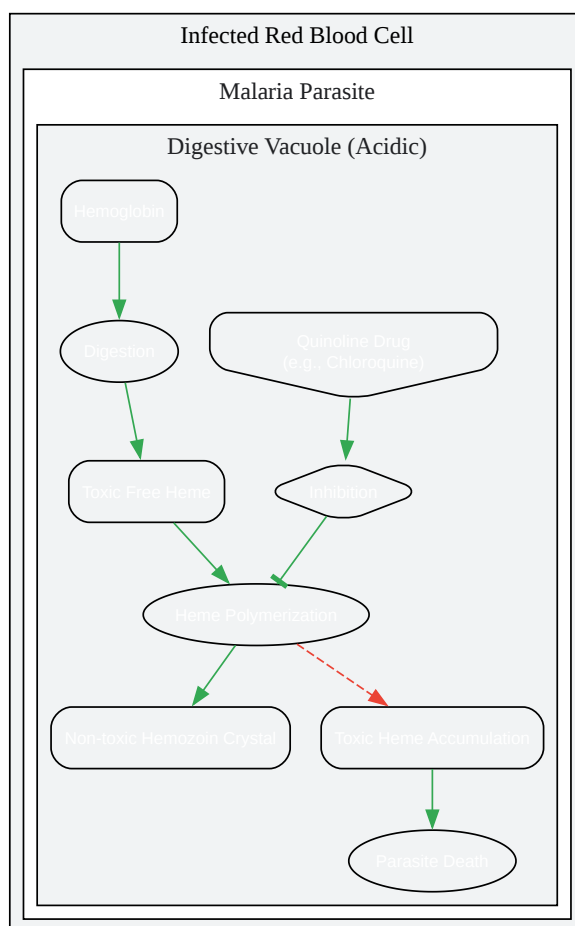 Infected Red Blood Cell
Malaria Parasite
Digestive Vacuole (Acidic)
Hemoglobin
Digestion
Quinoline Drug
(e.g., Chloroquine)
Toxic Free Heme
Inhibition
Heme Polymerization
Non-toxic Hemozoin Crystal
Toxic Heme Accumulation
Parasite Death